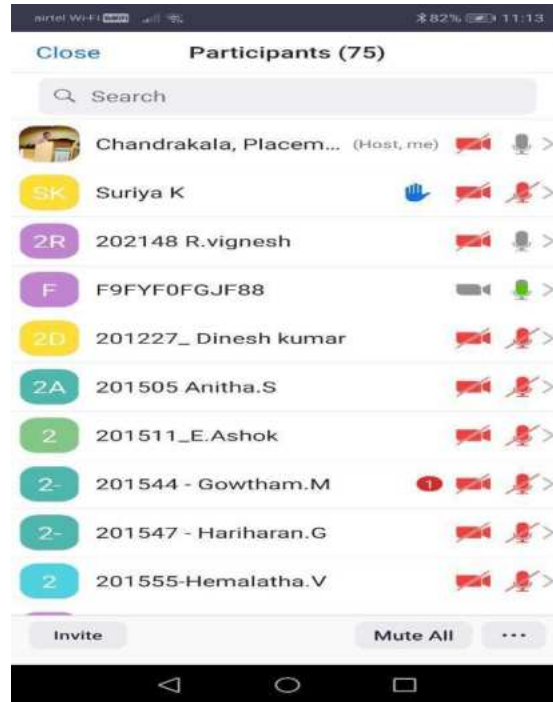 airtel Wi-Fi 82% 11:13
Close Participants (75)
Search
Chandrakala, Placem... (Host, me)
SK Suriya K
2R 202148 R.vignesh
F F9FYF0FGJF88
2D 201227_ Dinesh kumar
2A 201505 Anitha.S
2 201511_E.Ashok
2- 201544 - Gowtham.M 1
2- 201547 - Hariharan.G
2 201555-Hemalatha.V
Invite Mute All ...